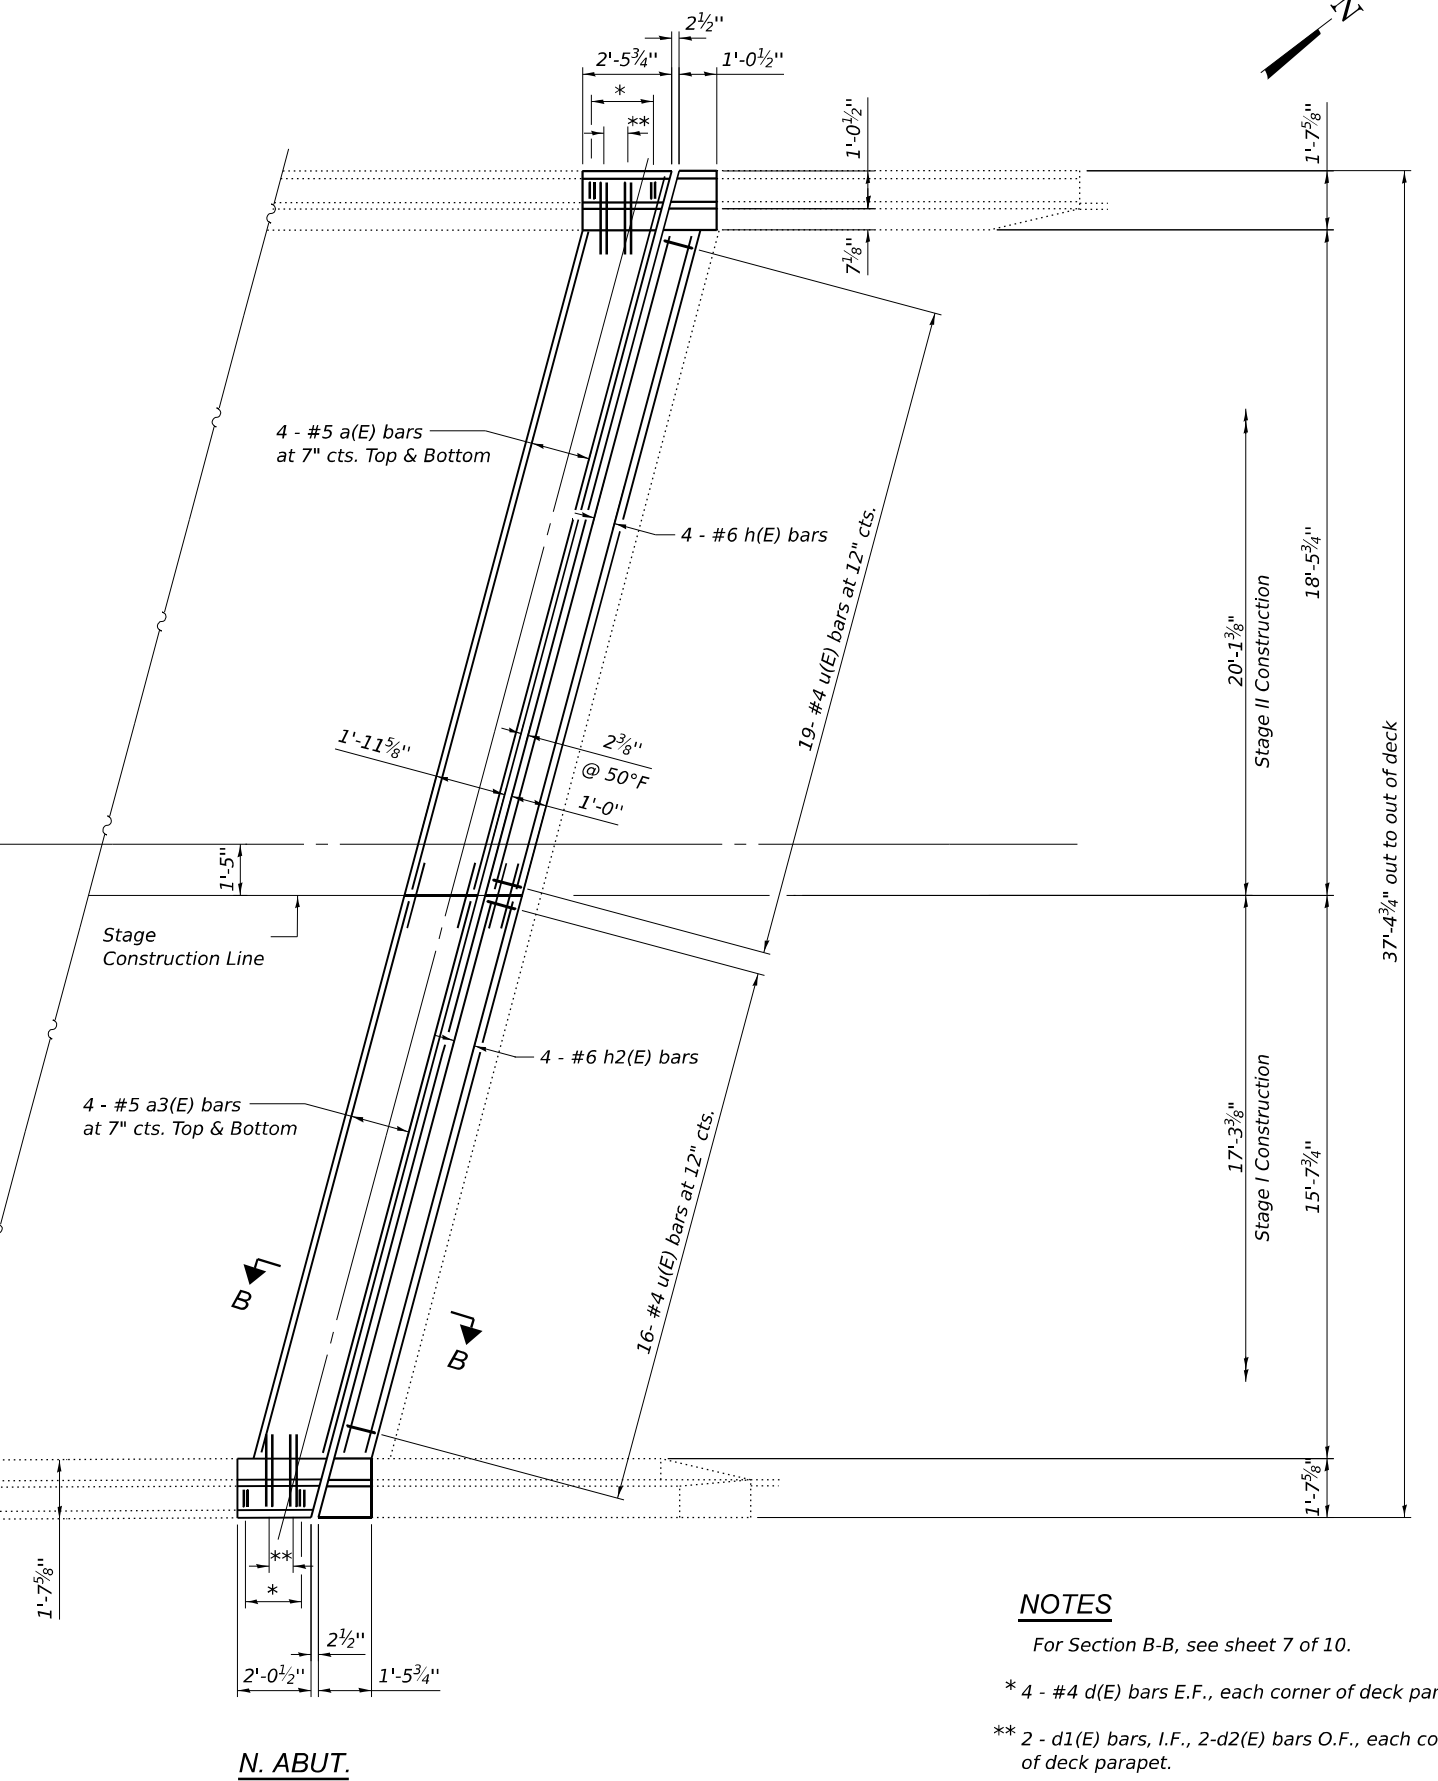 N
2½"
2'-5¾"
1'-0½"
*
**
1'-0½"
1'-7⅝"
7⅛"
4 - #5 a(E) bars
at 7" cts. Top & Bottom
4 - #6 h(E) bars
19- #4 u(E) bars at 12" cts.
18'-5¾"
20'-1⅜"
Stage II Construction
37'-4¾" out to out of deck
1'-11⅝"
2⅜"
@ 50°F
1'-0"
1'-5"
Stage
Construction Line
4 - #6 h2(E) bars
4 - #5 a3(E) bars
at 7" cts. Top & Bottom
16- #4 u(E) bars at 12" cts.
17'-3⅜"
Stage I Construction
15'-7¾"
B
B
1'-7⅝"
1'-7⅝"
**
*
2½"
2'-0½"
1'-5¾"
N. ABUT.
NOTES
For Section B-B, see sheet 7 of 10.
* 4 - #4 d(E) bars E.F., each corner of deck par
** 2 - d1(E) bars, I.F., 2-d2(E) bars O.F., each co
of deck parapet.